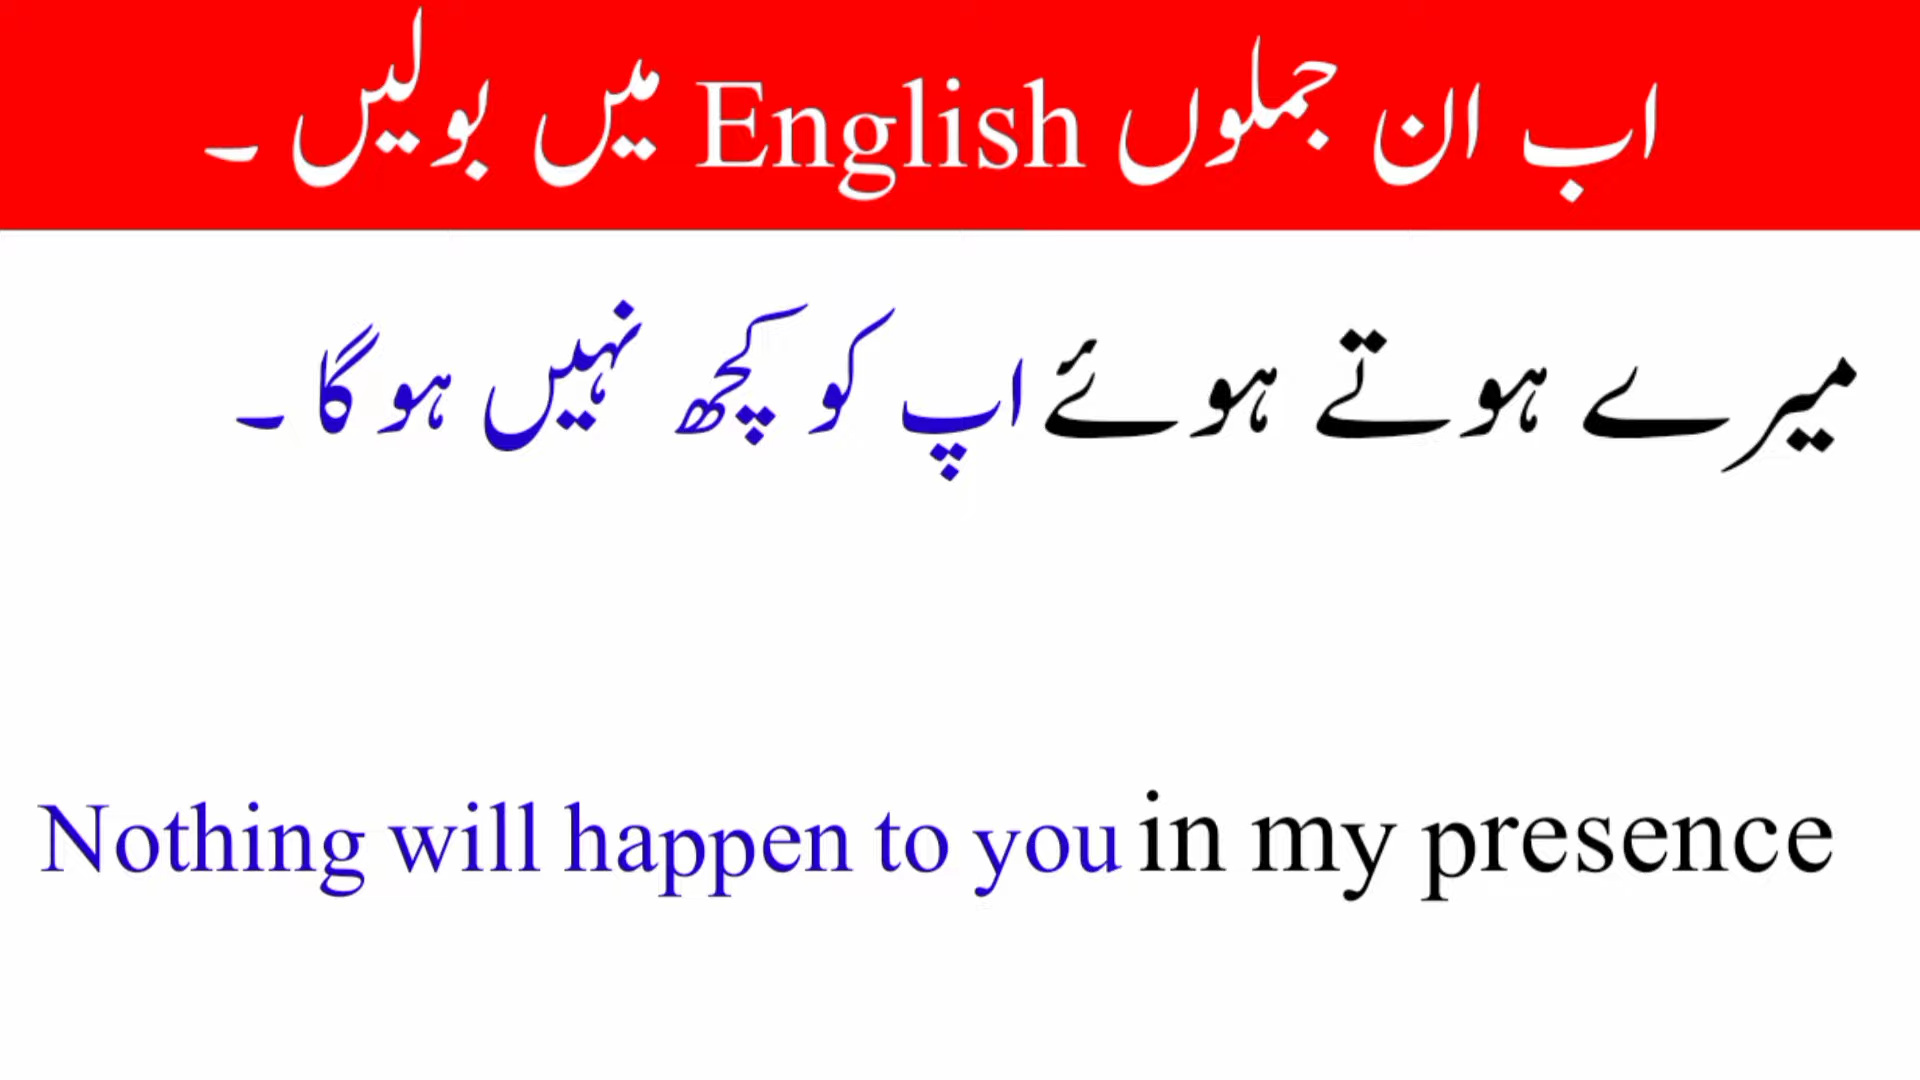 اب ان جملوں English میں بولیں ۔
میرے ہوتے ہوئے اپ کو کچھ نہیں ہو گا ۔
Nothing will happen to you in my presence